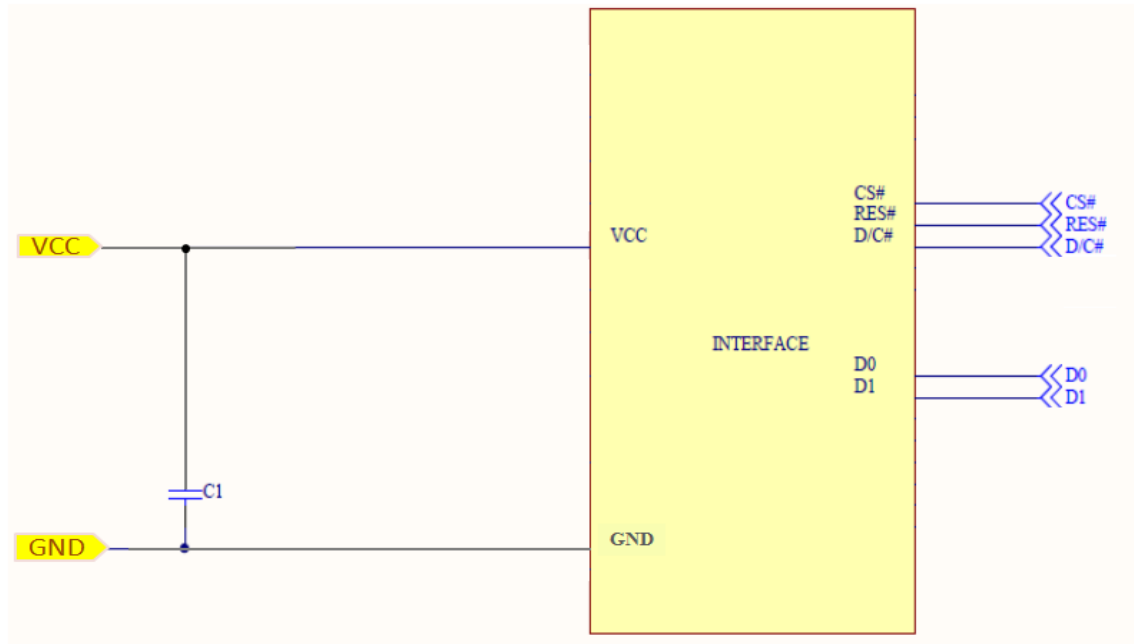 CS#
CS#
RES#
RES#
VCC
VCC
D/C#
D/C#
INTERFACE
D0
D0
D1
D1
C1
GND
GND